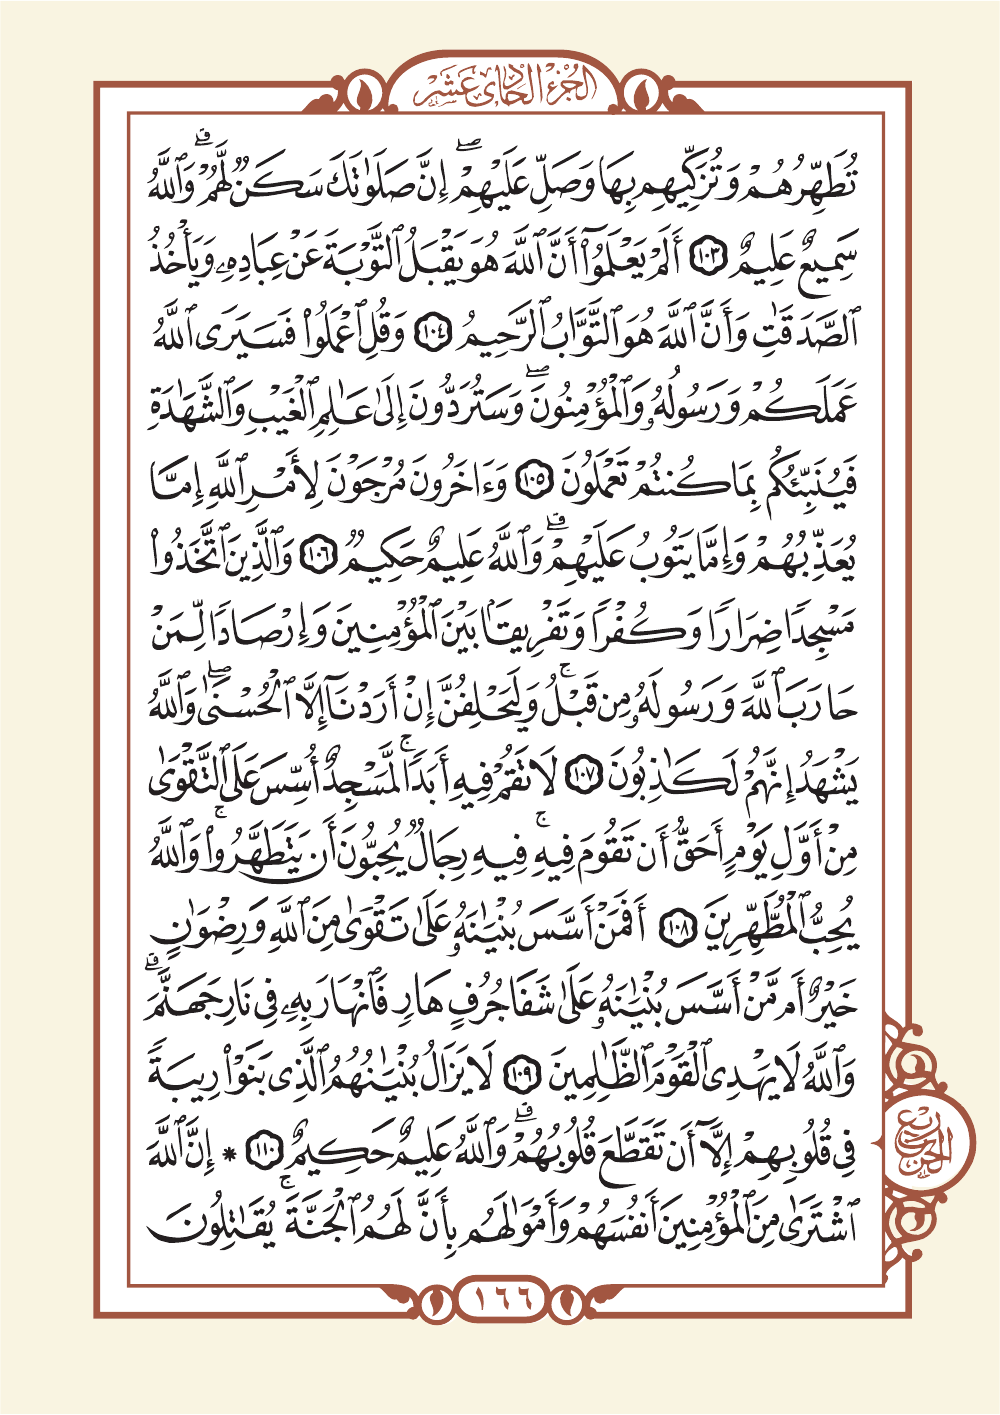 الجزء الحادي عشر
تُطَهِّرُهُمْ وَتُزَكِّيهِم بِهَا وَصَلِّ عَلَيْهِمْۖ إِنَّ صَلَوَٰتَكَ سَكَنٌ لَّهُمْۗ وَٱللَّهُ
سَمِيعٌ عَلِيمٌ ١٠٣ أَلَمْ يَعْلَمُوٓا۟ أَنَّ ٱللَّهَ هُوَ يَقْبَلُ ٱلتَّوْبَةَ عَنْ عِبَادِهِۦ وَيَأْخُذُ
ٱلصَّدَقَٰتِ وَأَنَّ ٱللَّهَ هُوَ ٱلتَّوَّابُ ٱلرَّحِيمُ ١٠٤ وَقُلِ ٱعْمَلُوا۟ فَسَيَرَى ٱللَّهُ
عَمَلَكُمْ وَرَسُولُهُۥ وَٱلْمُؤْمِنُونَۖ وَسَتُرَدُّونَ إِلَىٰ عَٰلِمِ ٱلْغَيْبِ وَٱلشَّهَٰدَةِ
فَيُنَبِّئُكُم بِمَا كُنتُمْ تَعْمَلُونَ ١٠٥ وَءَاخَرُونَ مُرْجَوْنَ لِأَمْرِ ٱللَّهِ إِمَّا
يُعَذِّبُهُمْ وَإِمَّا يَتُوبُ عَلَيْهِمْۗ وَٱللَّهُ عَلِيمٌ حَكِيمٌ ١٠٦ وَٱلَّذِينَ ٱتَّخَذُوا۟
مَسْجِدًا ضِرَارًا وَكُفْرًا وَتَفْرِيقًۢا بَيْنَ ٱلْمُؤْمِنِينَ وَإِرْصَادًا لِّمَنْ
حَارَبَ ٱللَّهَ وَرَسُولَهُۥ مِن قَبْلُۚ وَلَيَحْلِفُنَّ إِنْ أَرَدْنَآ إِلَّا ٱلْحُسْنَىٰۖ وَٱللَّهُ
يَشْهَدُ إِنَّهُمْ لَكَٰذِبُونَ ١٠٧ لَا تَقُمْ فِيهِ أَبَدًاۚ لَّمَسْجِدٌ أُسِّسَ عَلَى ٱلتَّقْوَىٰ
مِنْ أَوَّلِ يَوْمٍ أَحَقُّ أَن تَقُومَ فِيهِۚ فِيهِ رِجَالٌ يُحِبُّونَ أَن يَتَطَهَّرُوا۟ۚ وَٱللَّهُ
يُحِبُّ ٱلْمُطَّهِّرِينَ ١٠٨ أَفَمَنْ أَسَّسَ بُنْيَٰنَهُۥ عَلَىٰ تَقْوَىٰ مِنَ ٱللَّهِ وَرِضْوَٰنٍ
خَيْرٌ أَم مَّنْ أَسَّسَ بُنْيَٰنَهُۥ عَلَىٰ شَفَا جُرُفٍ هَارٍ فَٱنْهَارَ بِهِۦ فِى نَارِ جَهَنَّمَۗ
وَٱللَّهُ لَا يَهْدِى ٱلْقَوْمَ ٱلظَّٰلِمِينَ ١٠٩ لَا يَزَالُ بُنْيَٰنُهُمُ ٱلَّذِى بَنَوْا۟ رِيبَةً
فِى قُلُوبِهِمْ إِلَّآ أَن تَقَطَّعَ قُلُوبُهُمْۗ وَٱللَّهُ عَلِيمٌ حَكِيمٌ ١١٠ * إِنَّ ٱللَّهَ
ٱشْتَرَىٰ مِنَ ٱلْمُؤْمِنِينَ أَنفُسَهُمْ وَأَمْوَٰلَهُم بِأَنَّ لَهُمُ ٱلْجَنَّةَۚ يُقَٰتِلُونَ
ربع الحزب
١٦٦